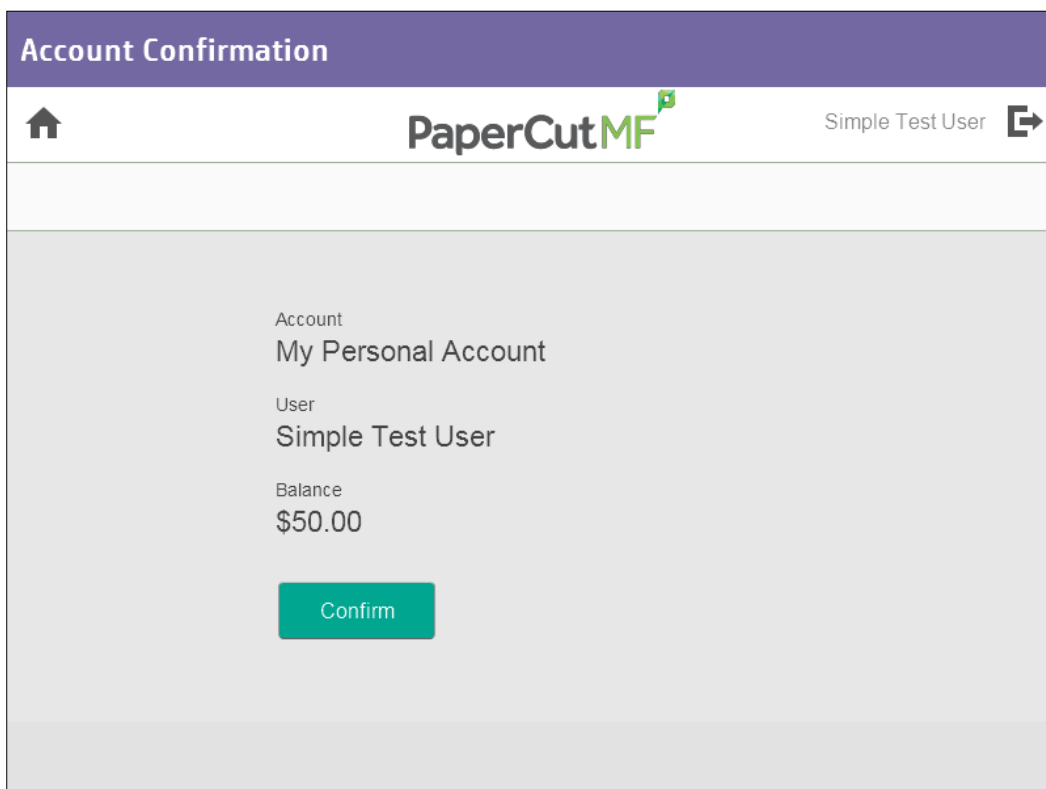 Account Confirmation
PaperCutMF
Simple Test User
Account
My Personal Account
User
Simple Test User
Balance
$50.00
Confirm